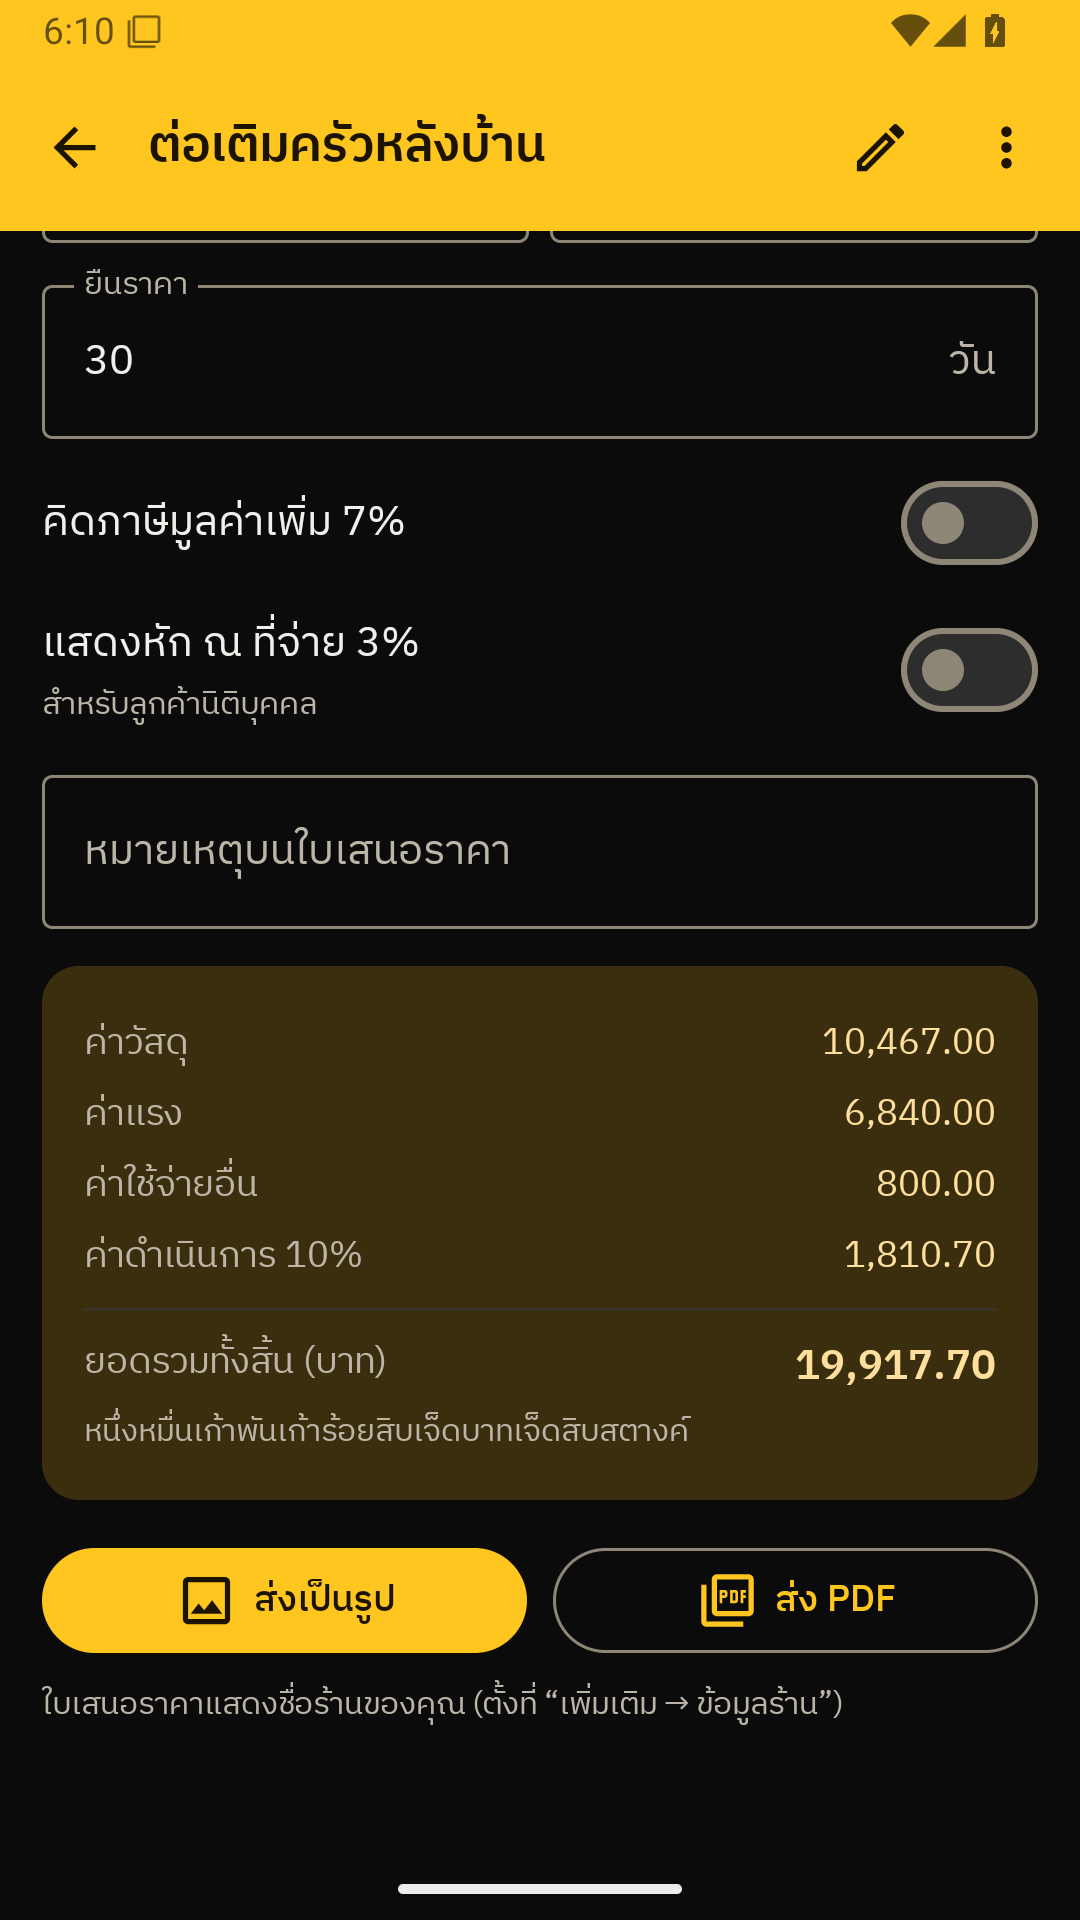 6:10
ต่อเติมครัวหลังบ้าน
ยืนราคา
30 วัน
คิดภาษีมูลค่าเพิ่ม 7%
แสดงหัก ณ ที่จ่าย 3%
สำหรับลูกค้านิติบุคคล
หมายเหตุบนใบเสนอราคา
ค่าวัสดุ 10,467.00
ค่าแรง 6,840.00
ค่าใช้จ่ายอื่น 800.00
ค่าดำเนินการ 10% 1,810.70
ยอดรวมทั้งสิ้น (บาท) 19,917.70
หนึ่งหมื่นเก้าพันเก้าร้อยสิบเจ็ดบาทเจ็ดสิบสตางค์
ส่งเป็นรูป PDF ส่ง PDF
ใบเสนอราคาแสดงชื่อร้านของคุณ (ตั้งที่ “เพิ่มเติม → ข้อมูลร้าน”)